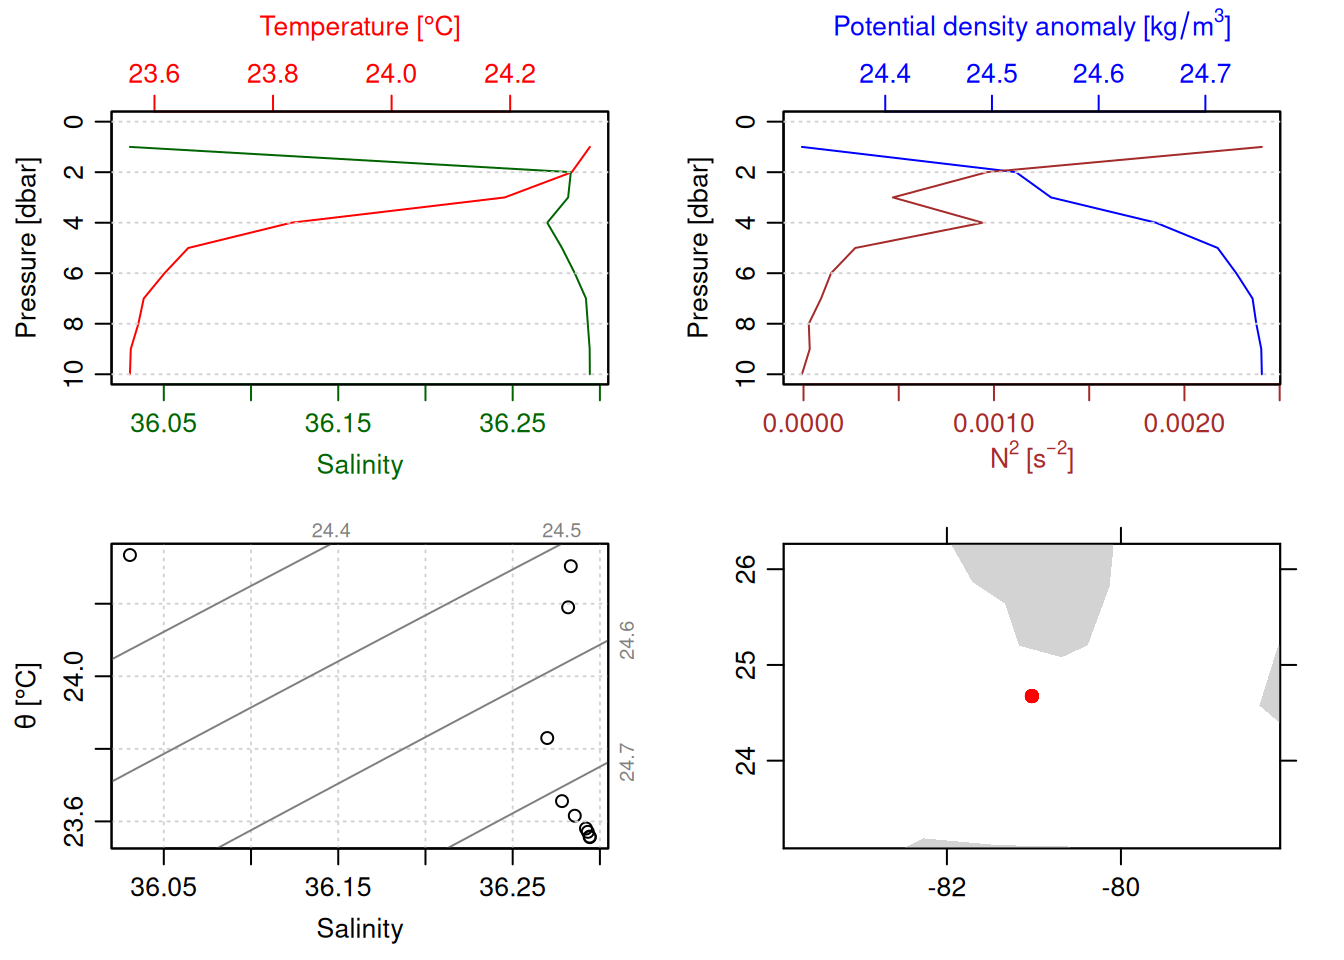 Temperature [°C]
23.6 23.8 24.0 24.2
Pressure [dbar]
0
2
4
6
8
10
36.05 36.15 36.25
Salinity
Potential density anomaly [kg/m³]
24.4 24.5 24.6 24.7
Pressure [dbar]
0
2
4
6
8
10
0.0000 0.0010 0.0020
N² [s⁻²]
24.4 24.5
24.6
24.7
θ [°C]
24.0
23.6
36.05 36.15 36.25
Salinity
26
25
24
-82 -80